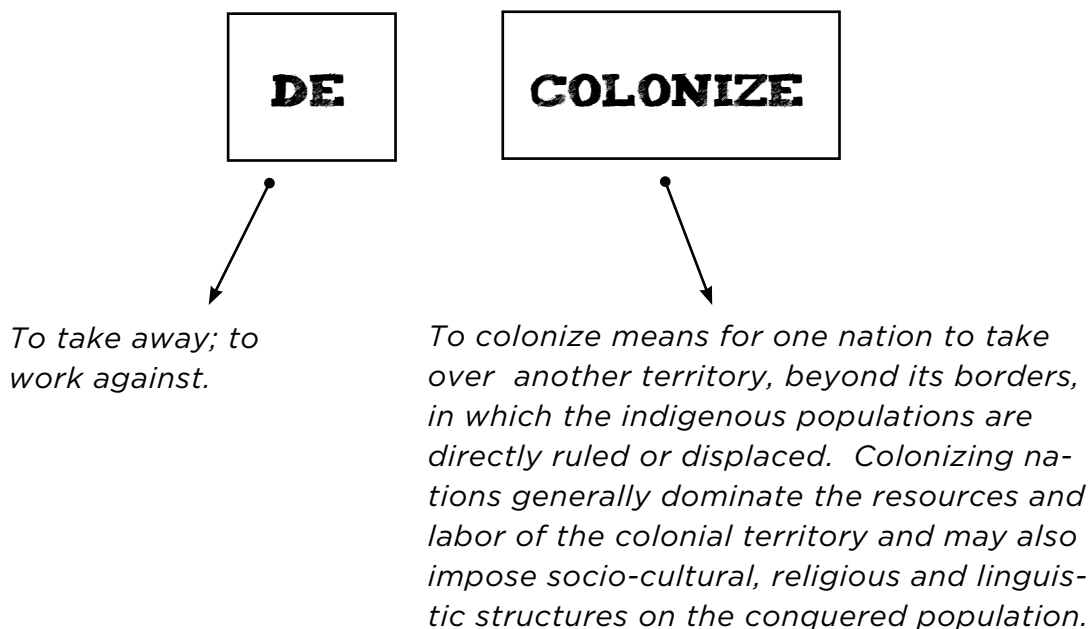 DE
COLONIZE
To take away; to
work against.
To colonize means for one nation to take
over another territory, beyond its borders,
in which the indigenous populations are
directly ruled or displaced. Colonizing na-
tions generally dominate the resources and
labor of the colonial territory and may also
impose socio-cultural, religious and linguis-
tic structures on the conquered population.